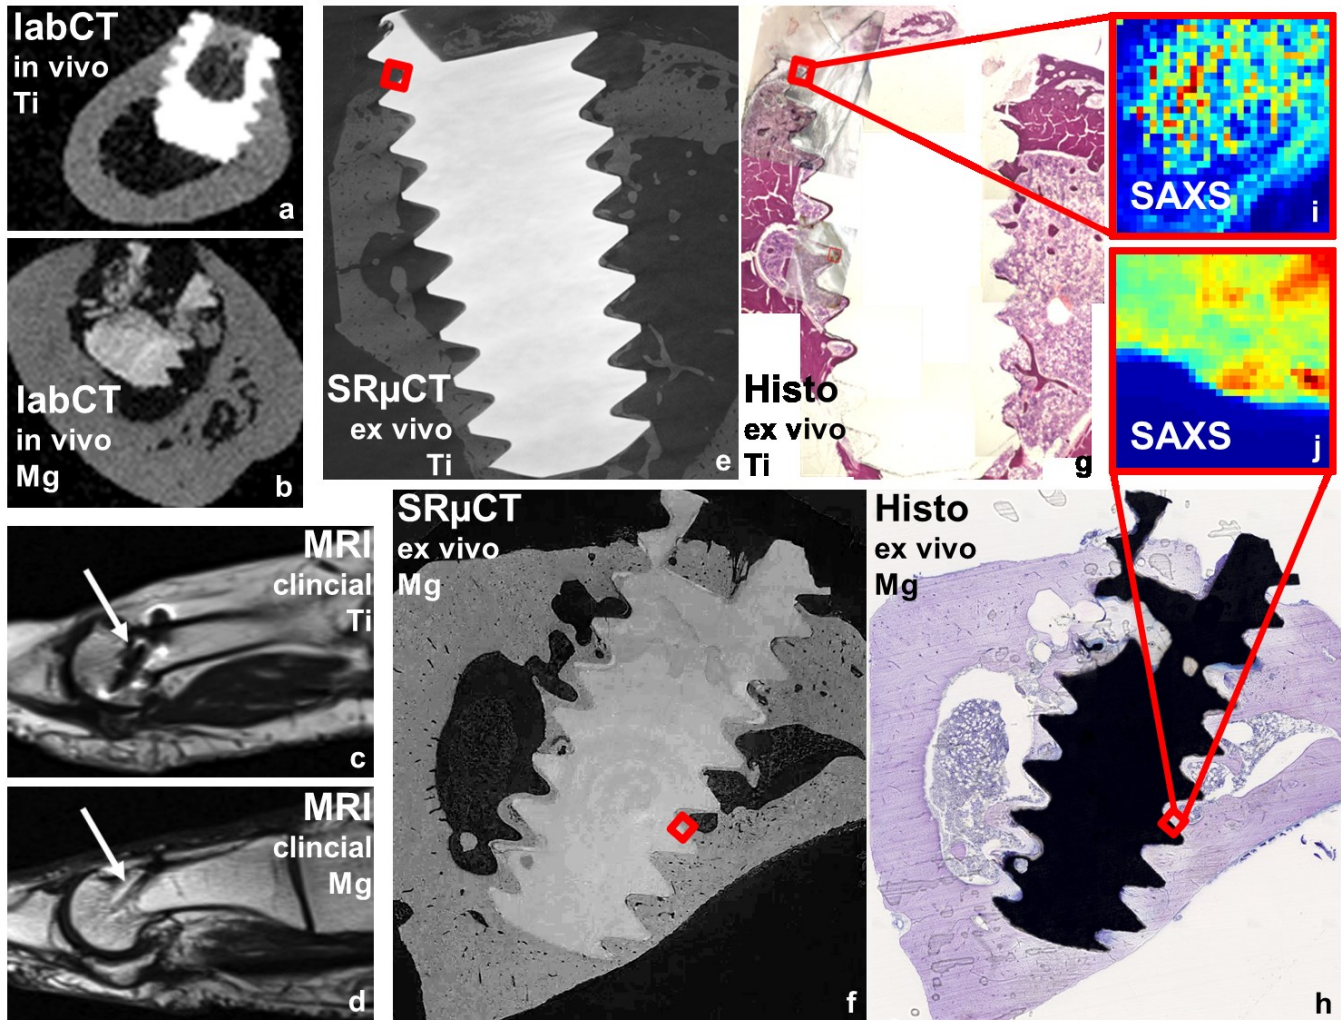 labCT
in vivo
Ti
a
labCT
in vivo
Mg
b
MRI
clincial
Ti
c
MRI
clincial
Mg
d
SRµCT
ex vivo
Ti
e
Histo
ex vivo
Ti
g
SAXS
i
SAXS
j
SRµCT
ex vivo
Mg
f
Histo
ex vivo
Mg
h